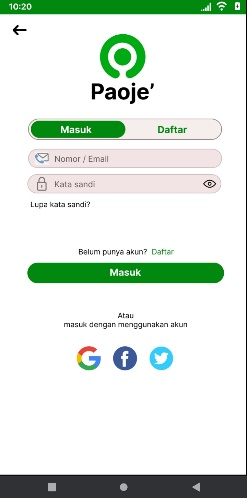 10:20
Paoje’
Masuk
Daftar
Nomor / Email
Kata sandi
Lupa kata sandi?
Belum punya akun? Daftar
Masuk
Atau
masuk dengan menggunakan akun